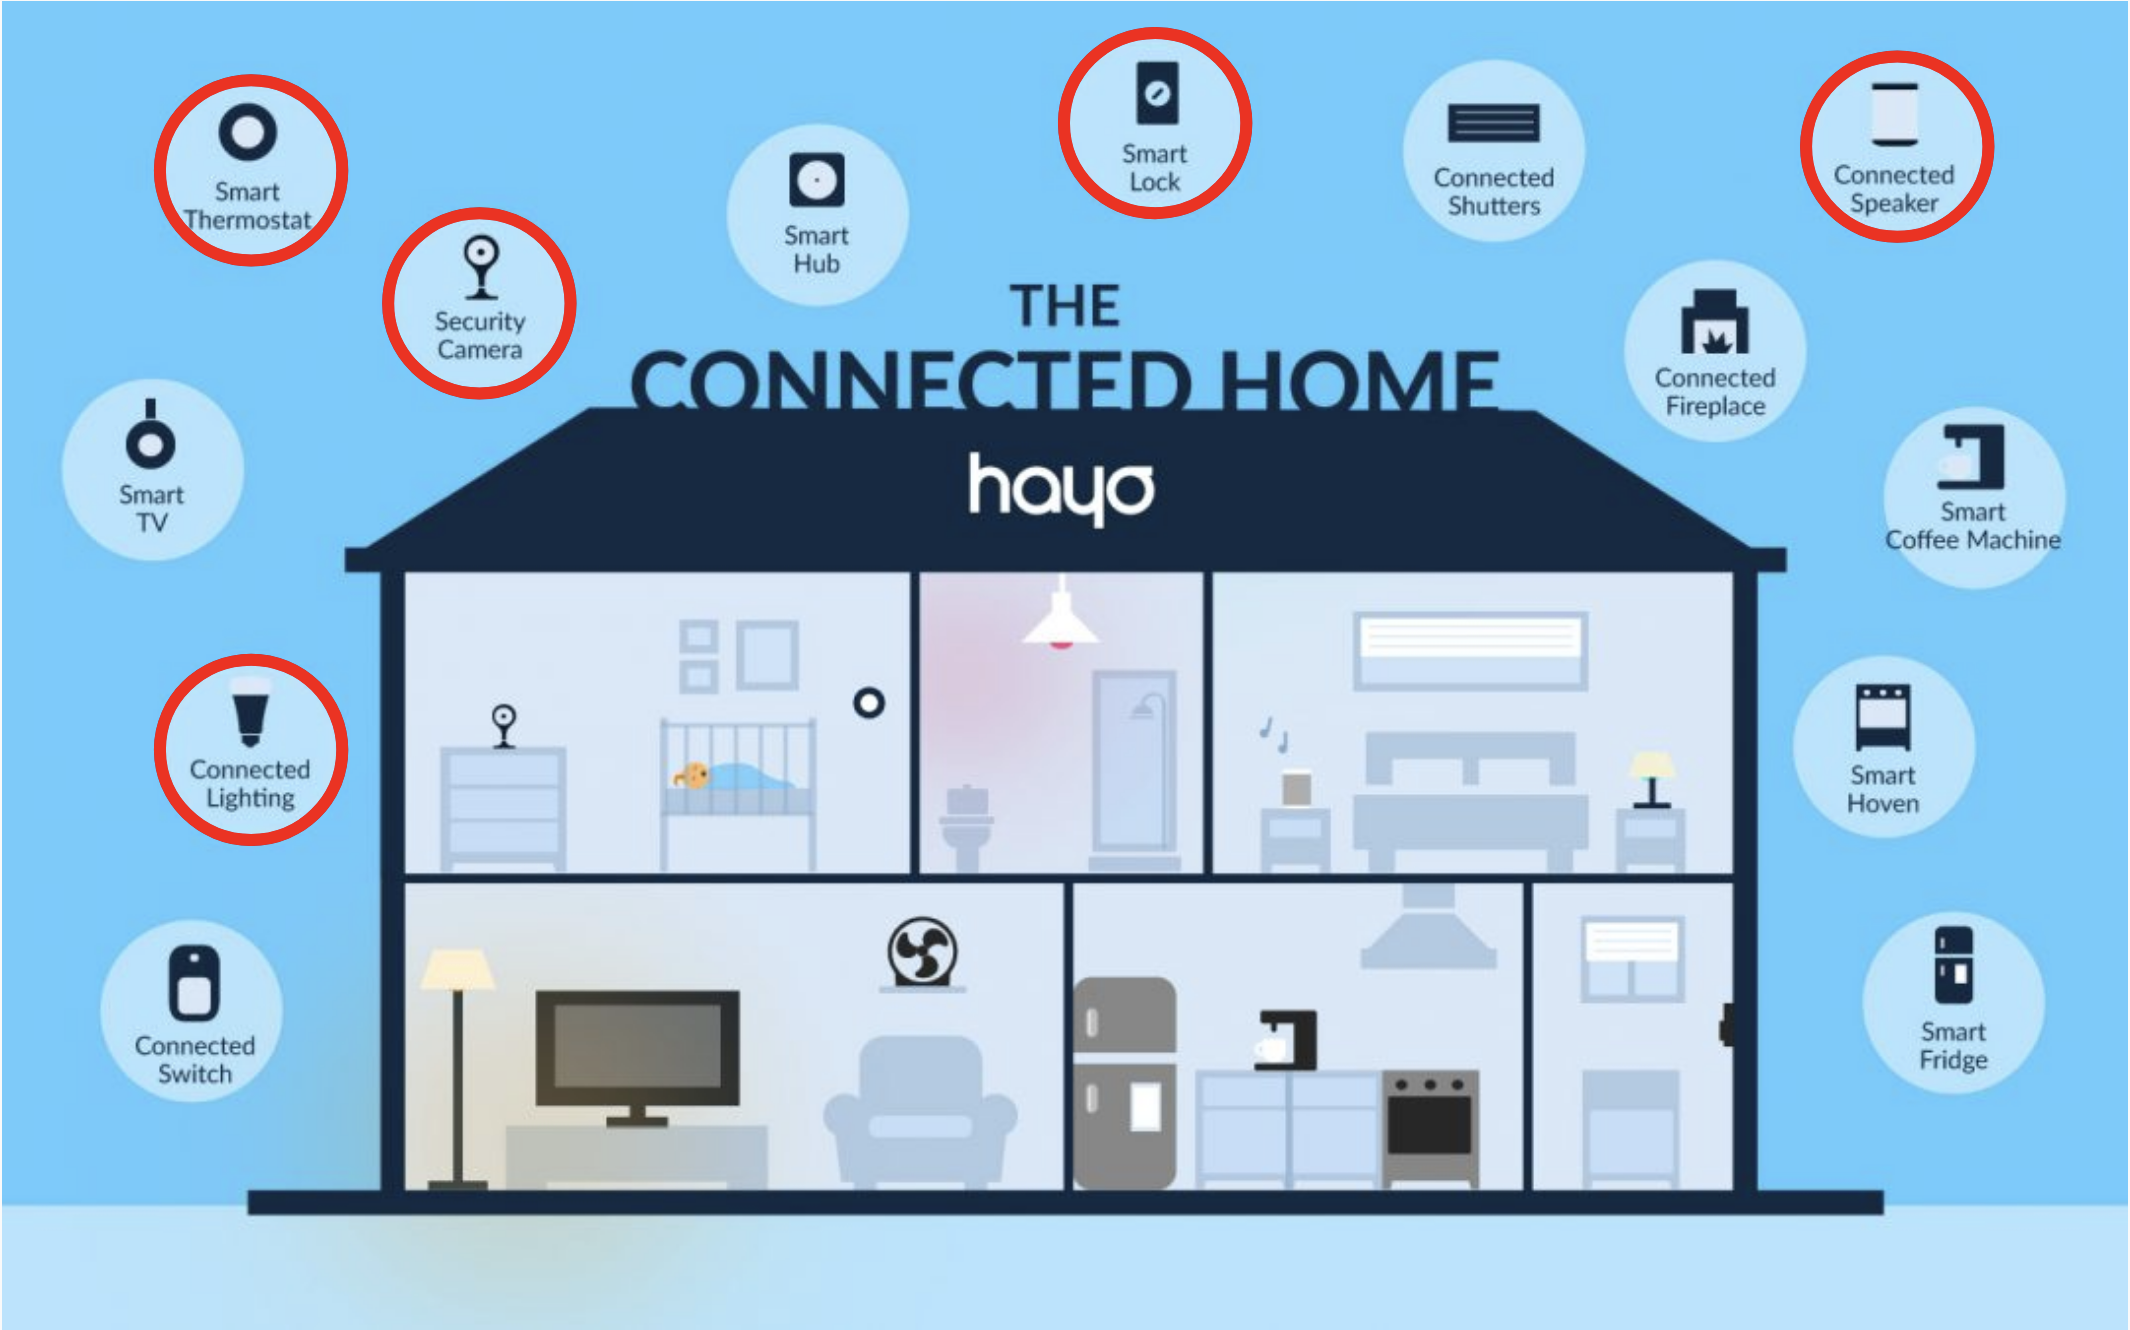 Smart
Thermostat
Security
Camera
Smart
Hub
Smart
Lock
Connected
Shutters
Connected
Speaker
THE
CONNECTED HOME
hayo
Connected
Fireplace
Smart
TV
Smart
Coffee Machine
Connected
Lighting
Smart
Hoven
Connected
Switch
Smart
Fridge